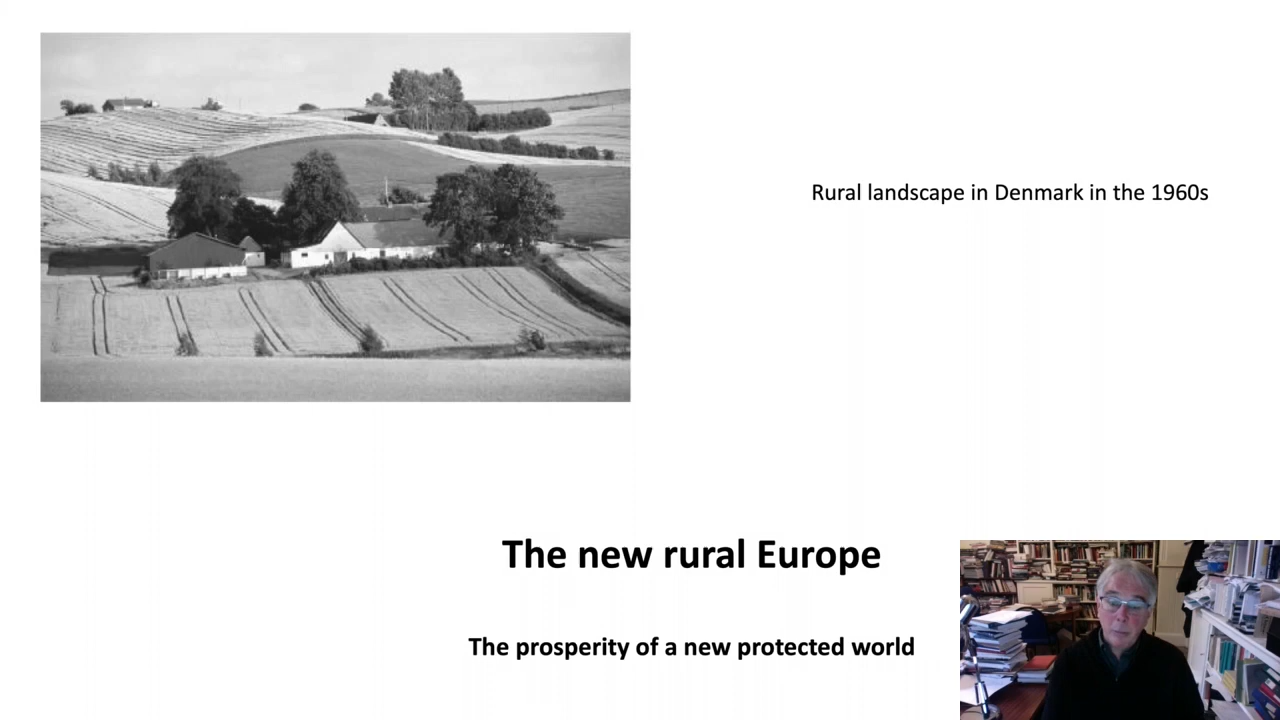 Rural landscape in Denmark in the 1960s
The new rural Europe
The prosperity of a new protected world